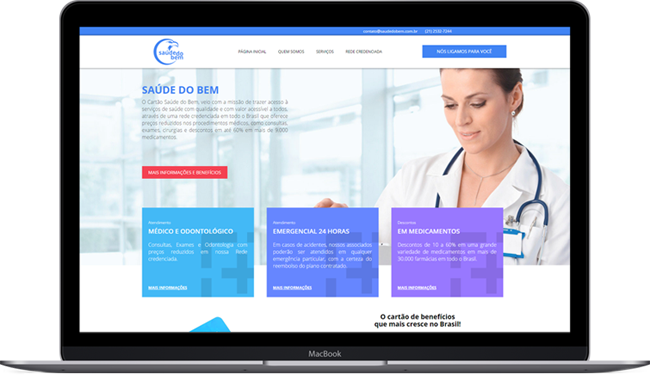 contato@saudedobem.com.br (21) 2532-7244
saúde do
bem
PÁGINA INICIAL QUEM SOMOS SERVIÇOS REDE CREDENCIADA
NÓS LIGAMOS PARA VOCÊ
SAÚDE DO BEM
O Cartão Saúde do Bem, veio com a missão de trazer acesso à
serviços de saúde com qualidade e com valor acessível a todos,
através de uma rede credenciada em todo o Brasil que oferece
preços reduzidos nos procedimentos médicos, como consultas,
exames, cirurgias e descontos em até 60% em mais de
medicamentos.
MAIS INFORMAÇÕES E BENEFÍCIOS
Atendimento
MÉDICO E ODONTOLÓGICO
Consultas, Exames e Odontologia com
preços reduzidos em nossa Rede
Credenciada.
MAIS INFORMAÇÕES
Atendimento
EMERGENCIAL 24 HORAS
Em casos de acidentes, nossos associados
poderão ser atendidos em qualquer
emergência particular, com a certeza do
reembolso do plano contratado.
MAIS INFORMAÇÕES
Descontos
EM MEDICAMENTOS
Descontos de 10 a 60% em uma grande
variedade de medicamentos em mais de
30.000 farmácias em todo o Brasil.
MAIS INFORMAÇÕES
O cartão de benefícios
que mais cresce no Brasil!
MacBook